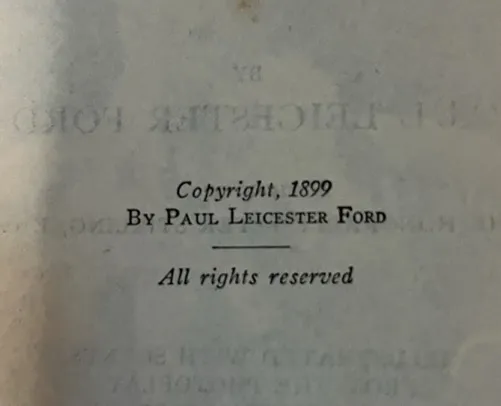 Copyright, 1899
BY PAUL LEICESTER FORD
All rights reserved